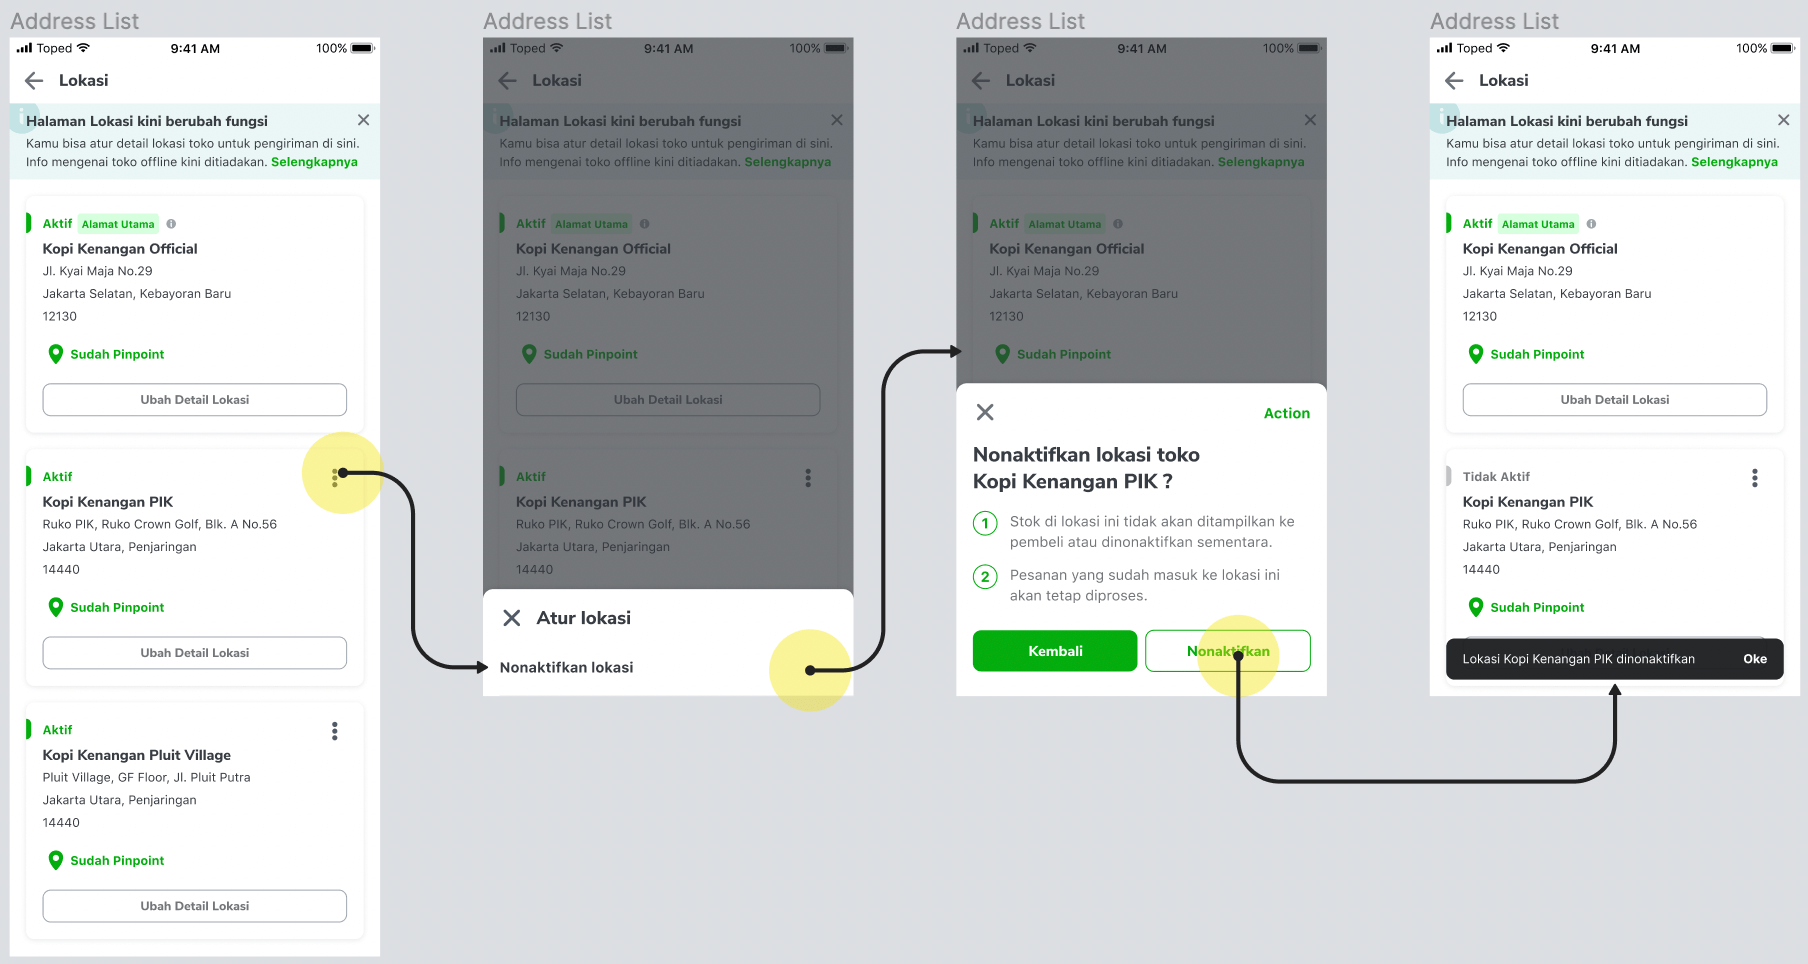 Address List
Toped
9:41 AM
100%
Lokasi
i
Halaman Lokasi kini berubah fungsi
Kamu bisa atur detail lokasi toko untuk pengiriman di sini.
Info mengenai toko offline kini ditiadakan. Selengkapnya
Aktif Alamat Utama
Kopi Kenangan Official
Jl. Kyai Maja No.29
Jakarta Selatan, Kebayoran Baru
12130
Sudah Pinpoint
Ubah Detail Lokasi
Aktif
Kopi Kenangan PIK
Ruko PIK, Ruko Crown Golf, Blk. A No.56
Jakarta Utara, Penjaringan
14440
Sudah Pinpoint
Ubah Detail Lokasi
Aktif
Kopi Kenangan Pluit Village
Pluit Village, GF Floor, Jl. Pluit Putra
Jakarta Utara, Penjaringan
14440
Sudah Pinpoint
Ubah Detail Lokasi
Address List
Toped
9:41 AM
100%
Lokasi
Halaman Lokasi kini berubah fungsi
Kamu bisa atur detail lokasi toko untuk pengiriman di sini.
Info mengenai toko offline kini ditiadakan. Selengkapnya
Aktif Alamat Utama
Kopi Kenangan Official
Jl. Kyai Maja No.29
Jakarta Selatan, Kebayoran Baru
12130
Sudah Pinpoint
Ubah Detail Lokasi
Aktif
Kopi Kenangan PIK
Ruko PIK, Ruko Crown Golf, Blk. A No.56
Jakarta Utara, Penjaringan
14440
Atur lokasi
Nonaktifkan lokasi
Address List
Toped
9:41 AM
100%
Lokasi
Halaman Lokasi kini berubah fungsi
Kamu bisa atur detail lokasi toko untuk pengiriman di sini.
Info mengenai toko offline kini ditiadakan. Selengkapnya
Aktif Alamat Utama
Kopi Kenangan Official
Jl. Kyai Maja No.29
Jakarta Selatan, Kebayoran Baru
12130
Sudah Pinpoint
Action
Nonaktifkan lokasi toko
Kopi Kenangan PIK ?
1 Stok di lokasi ini tidak akan ditampilkan ke
pembeli atau dinonaktifkan sementara.
2 Pesanan yang sudah masuk ke lokasi ini
akan tetap diproses.
Kembali
Nonaktifkan
Address List
Toped
9:41 AM
100%
Lokasi
i
Halaman Lokasi kini berubah fungsi
Kamu bisa atur detail lokasi toko untuk pengiriman di sini.
Info mengenai toko offline kini ditiadakan. Selengkapnya
Aktif Alamat Utama
Kopi Kenangan Official
Jl. Kyai Maja No.29
Jakarta Selatan, Kebayoran Baru
12130
Sudah Pinpoint
Ubah Detail Lokasi
Tidak Aktif
Kopi Kenangan PIK
Ruko PIK, Ruko Crown Golf, Blk. A No.56
Jakarta Utara, Penjaringan
14440
Sudah Pinpoint
Lokasi Kopi Kenangan PIK dinonaktifkan Oke